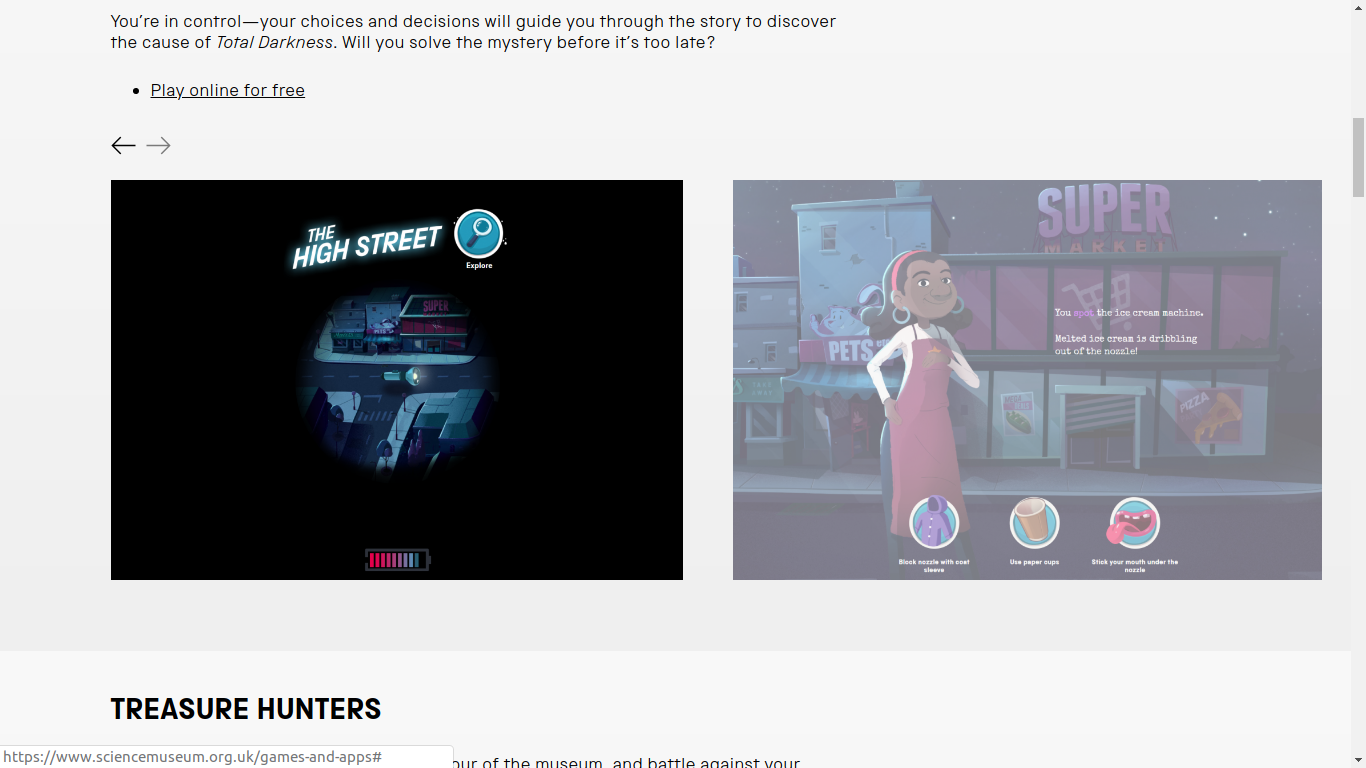 You’re in control—your choices and decisions will guide you through the story to discover
the cause of Total Darkness. Will you solve the mystery before it’s too late?
Play online for free
THE
HIGH STREET
Explore
SUPER
SUPER
MARKET
PETS
TAKE
AWAY
PIZZA
You spot the ice cream machine.
Melted ice cream is dribbling
out of the nozzle!
Block nozzle with coat
sleeve
Use paper cups
Stick your mouth under the
nozzle
TREASURE HUNTERS
our of the museum, and battle against your
https://www.sciencemuseum.org.uk/games-and-apps#